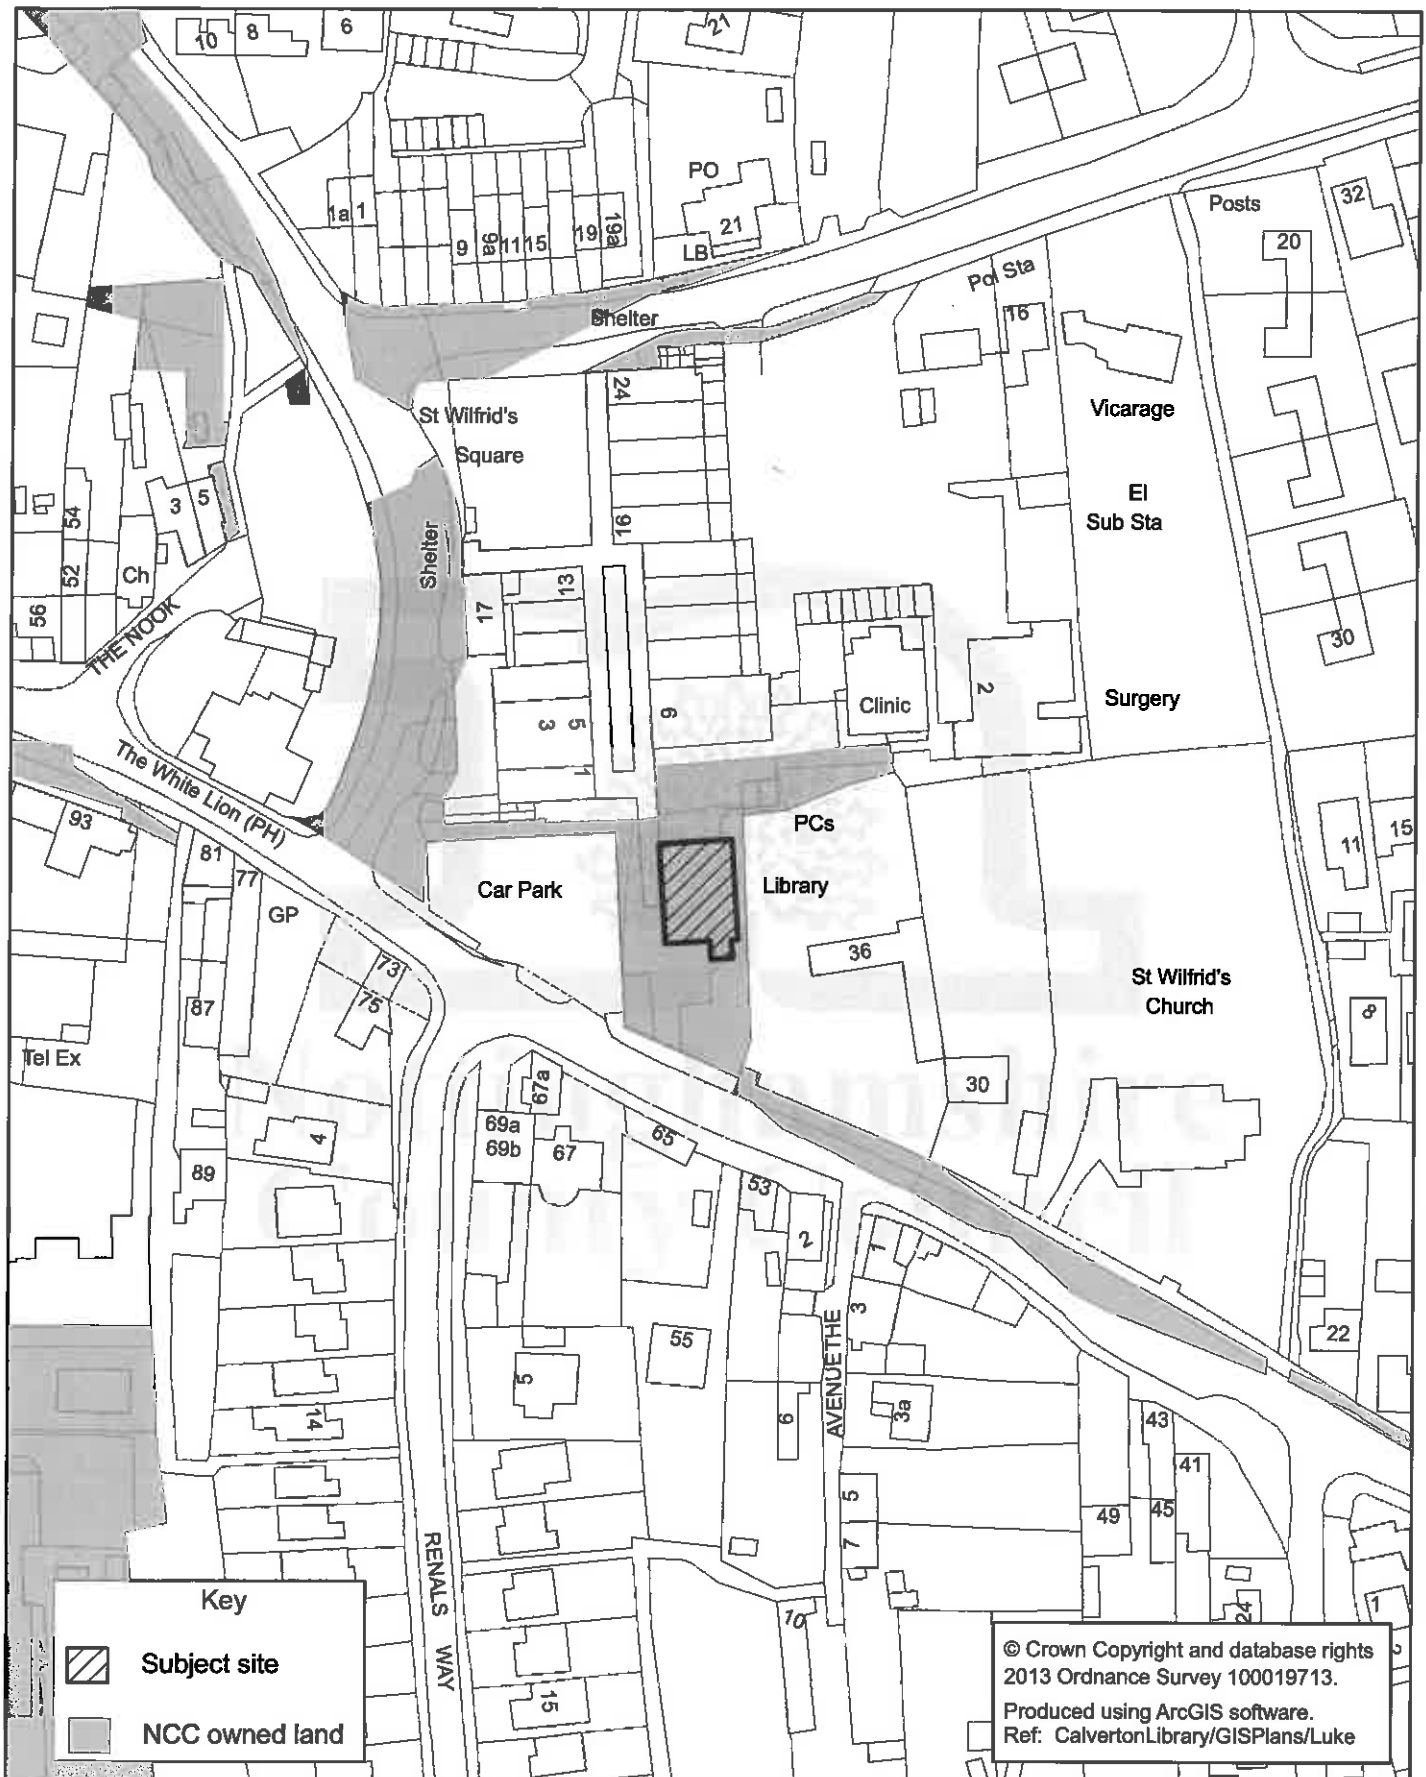 10
8
6
21
PO
1a
1
9
9a
11
15
19
19a
21
LB
Posts
32
20
Pol Sta
16
Shelter
St Wilfrid's
Square
24
Vicarage
El
Sub Sta
54
3
5
52
Ch
56
THE NOOK
Shelter
16
13
17
30
3
5
1
9
Clinic
2
Surgery
The White Lion (PH)
93
81
77
GP
PCs
Car Park
Library
11
15
36
St Wilfrid's
Church
73
75
87
8
Tel Ex
67a
30
69a
69b
67
65
4
89
53
2
1
3
Nottinghamshire
County Council
AVENUETHE
55
22
5
14
6
3a
43
41
5
7
49
45
RENALS WAY
10
24
1
2
15
Key
Subject site
NCC owned land
© Crown Copyright and database rights
2013 Ordnance Survey 100019713.
Produced using ArcGIS software.
Ref: CalvertonLibrary/GISPlans/Luke